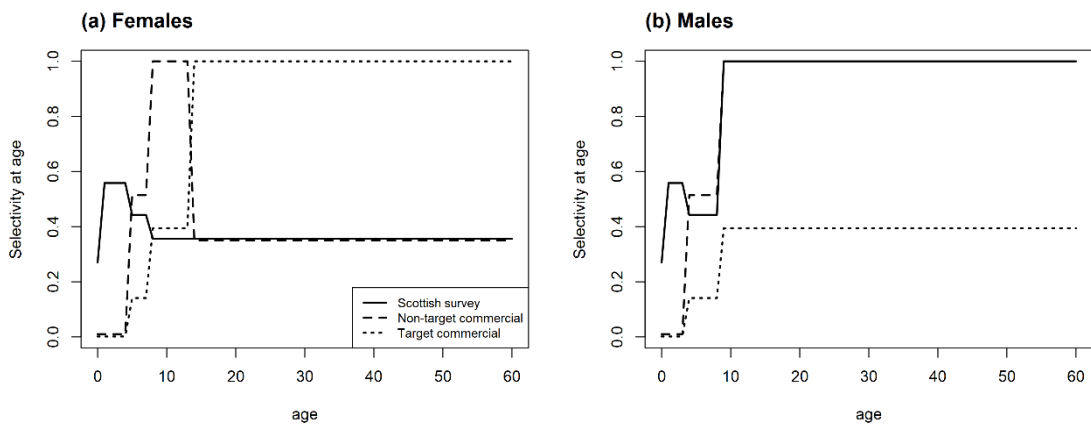 (a) Females
Selectivity at age
1.0
0.8
0.6
0.4
0.2
0.0
Scottish survey
Non-target commercial
Target commercial
0 10 20 30 40 50 60
age
(b) Males
Selectivity at age
1.0
0.8
0.6
0.4
0.2
0.0
0 10 20 30 40 50 60
age